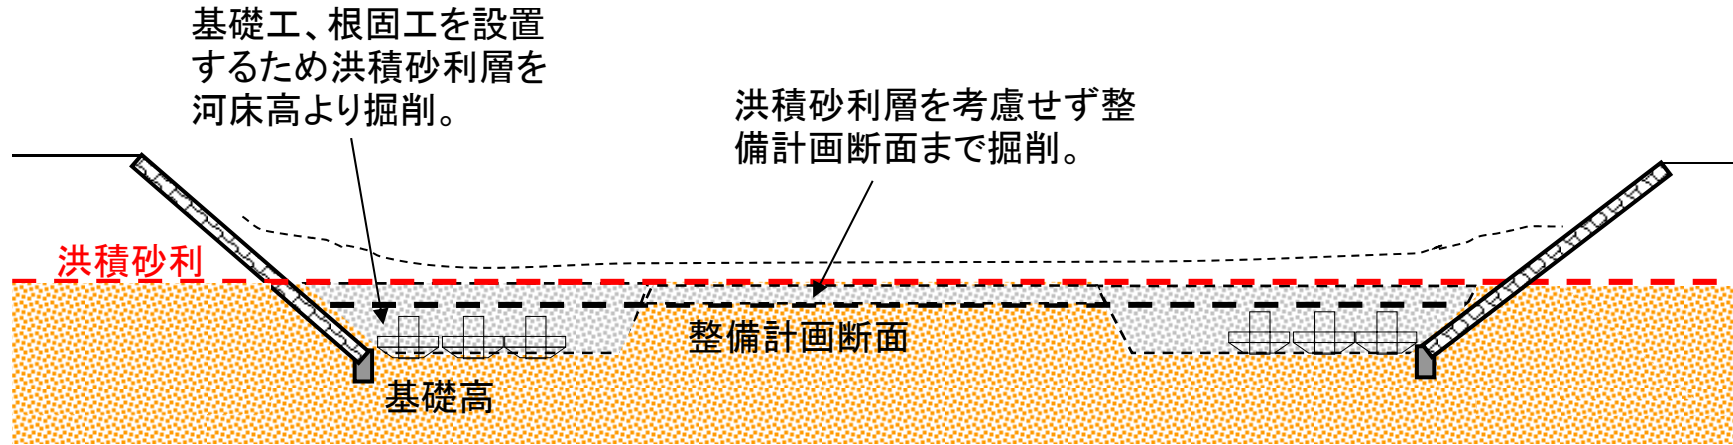 基礎工、根固工を設置
するため洪積砂利層を
河床高より掘削。
洪積砂利層を考慮せず整
備計画断面まで掘削。
洪積砂利
整備計画断面
基礎高